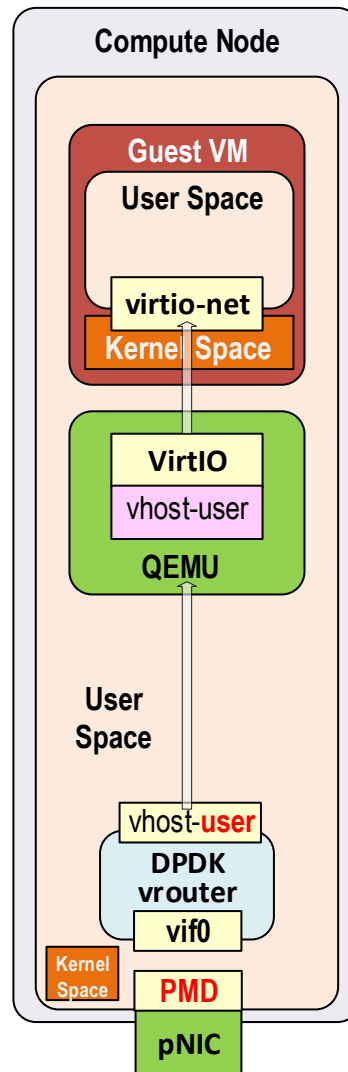 Compute Node
Guest VM
User Space
virtio-net
Kernel Space
VirtIO
vhost-user
QEMU
User
Space
vhost-user
DPDK
vrouter
vif0
Kernel
Space
PMD
pNIC